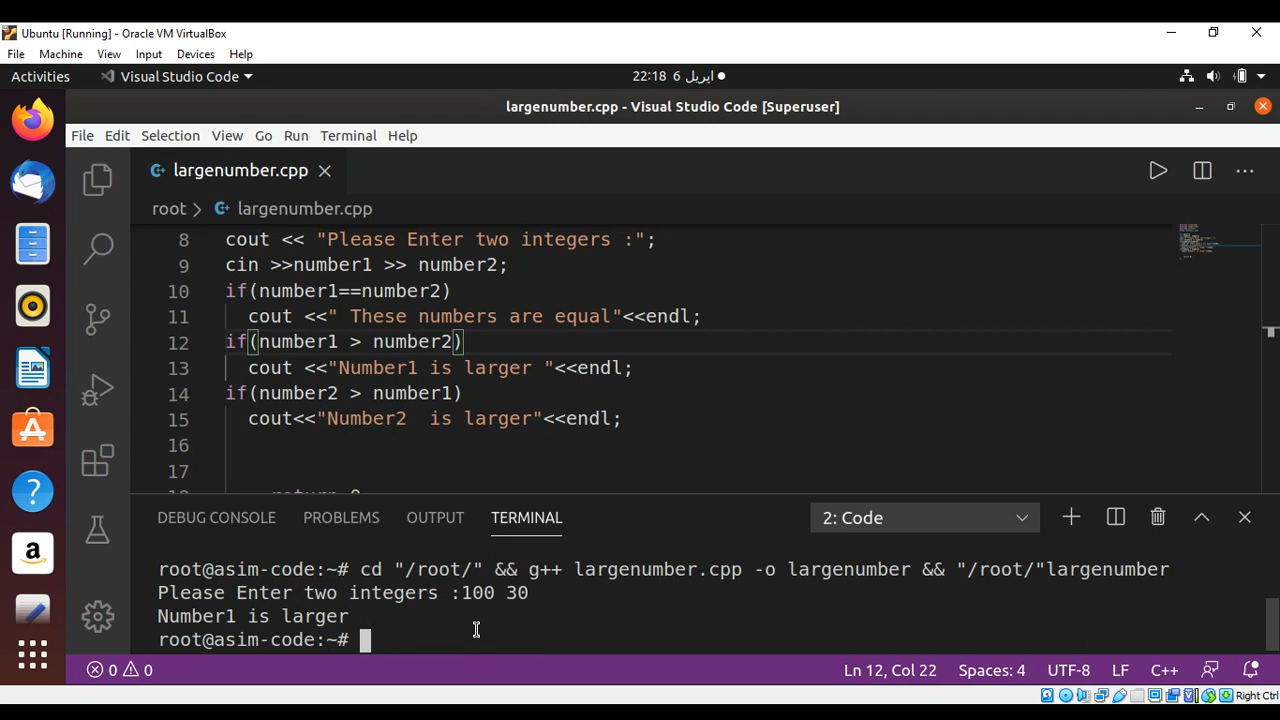 Ubuntu [Running] - Oracle VM VirtualBox
File Machine View Input Devices Help
Activities Visual Studio Code 22:18 6 اپریل
largenumber.cpp - Visual Studio Code [Superuser]
File Edit Selection View Go Run Terminal Help
largenumber.cpp
root > largenumber.cpp
8 cout << "Please Enter two integers :";
9 cin >>number1 >> number2;
10 if(number1==number2)
11 cout <<" These numbers are equal"<<endl;
12 if(number1 > number2)
13 cout <<"Number1 is larger "<<endl;
14 if(number2 > number1)
15 cout<<"Number2  is larger"<<endl;
16
17
DEBUG CONSOLE PROBLEMS OUTPUT TERMINAL 2: Code
root@asim-code:~# cd "/root/" && g++ largenumber.cpp -o largenumber && "/root/"largenumber
Please Enter two integers :100 30
Number1 is larger
root@asim-code:~#
0 0 Ln 12, Col 22 Spaces: 4 UTF-8 LF C++
Right Ctrl